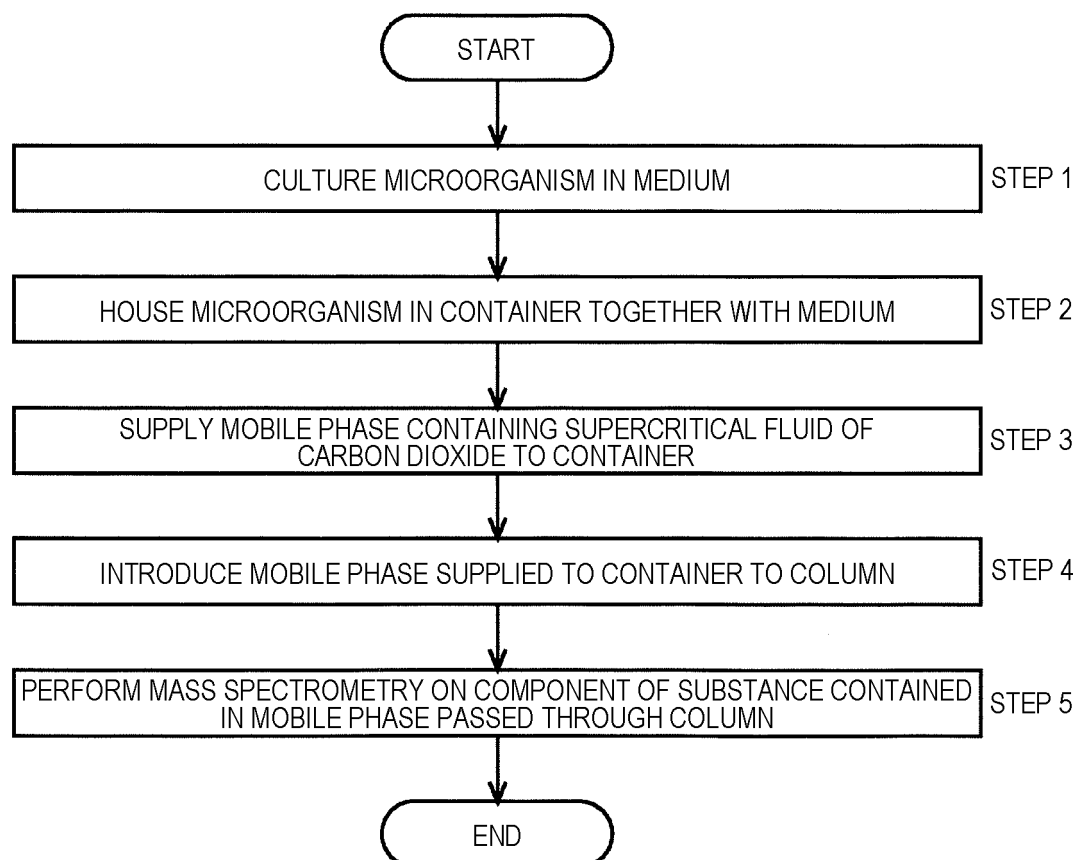 START
CULTURE MICROORGANISM IN MEDIUM
STEP 1
HOUSE MICROORGANISM IN CONTAINER TOGETHER WITH MEDIUM
STEP 2
SUPPLY MOBILE PHASE CONTAINING SUPERCRITICAL FLUID OF
CARBON DIOXIDE TO CONTAINER
STEP 3
INTRODUCE MOBILE PHASE SUPPLIED TO CONTAINER TO COLUMN
STEP 4
PERFORM MASS SPECTROMETRY ON COMPONENT OF SUBSTANCE CONTAINED
IN MOBILE PHASE PASSED THROUGH COLUMN
STEP 5
END